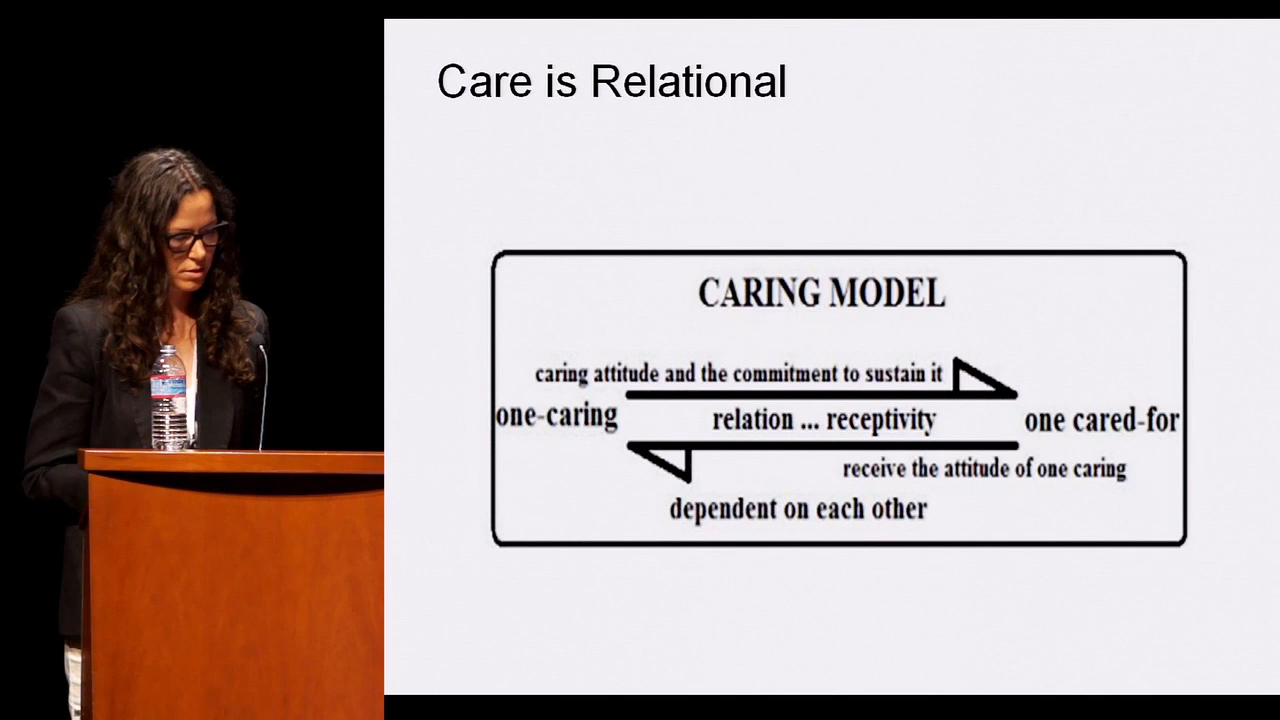 Care is Relational
CARING MODEL
caring attitude and the commitment to sustain it
one-caring
relation ... receptivity
one cared-for
receive the attitude of one caring
dependent on each other